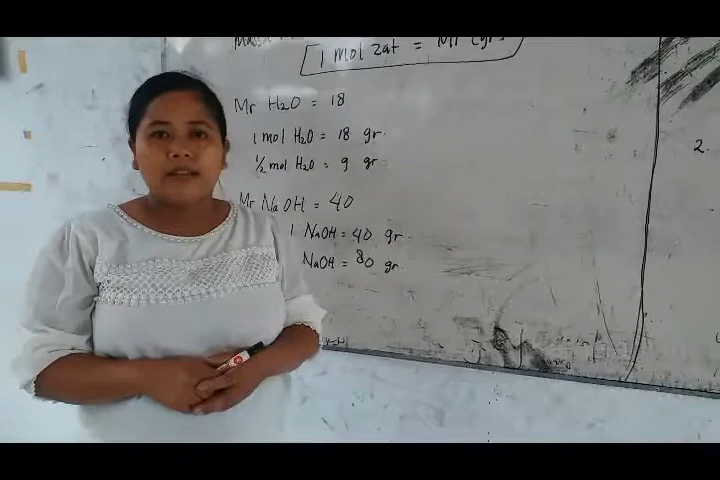 1 mol zat = Mr (gr)
Mr H₂O = 18
1 mol H₂O = 18 gr
½ mol H₂O = 9 gr
Mr NaOH = 40
1 NaOH = 40 gr
NaOH = 80 gr
2.